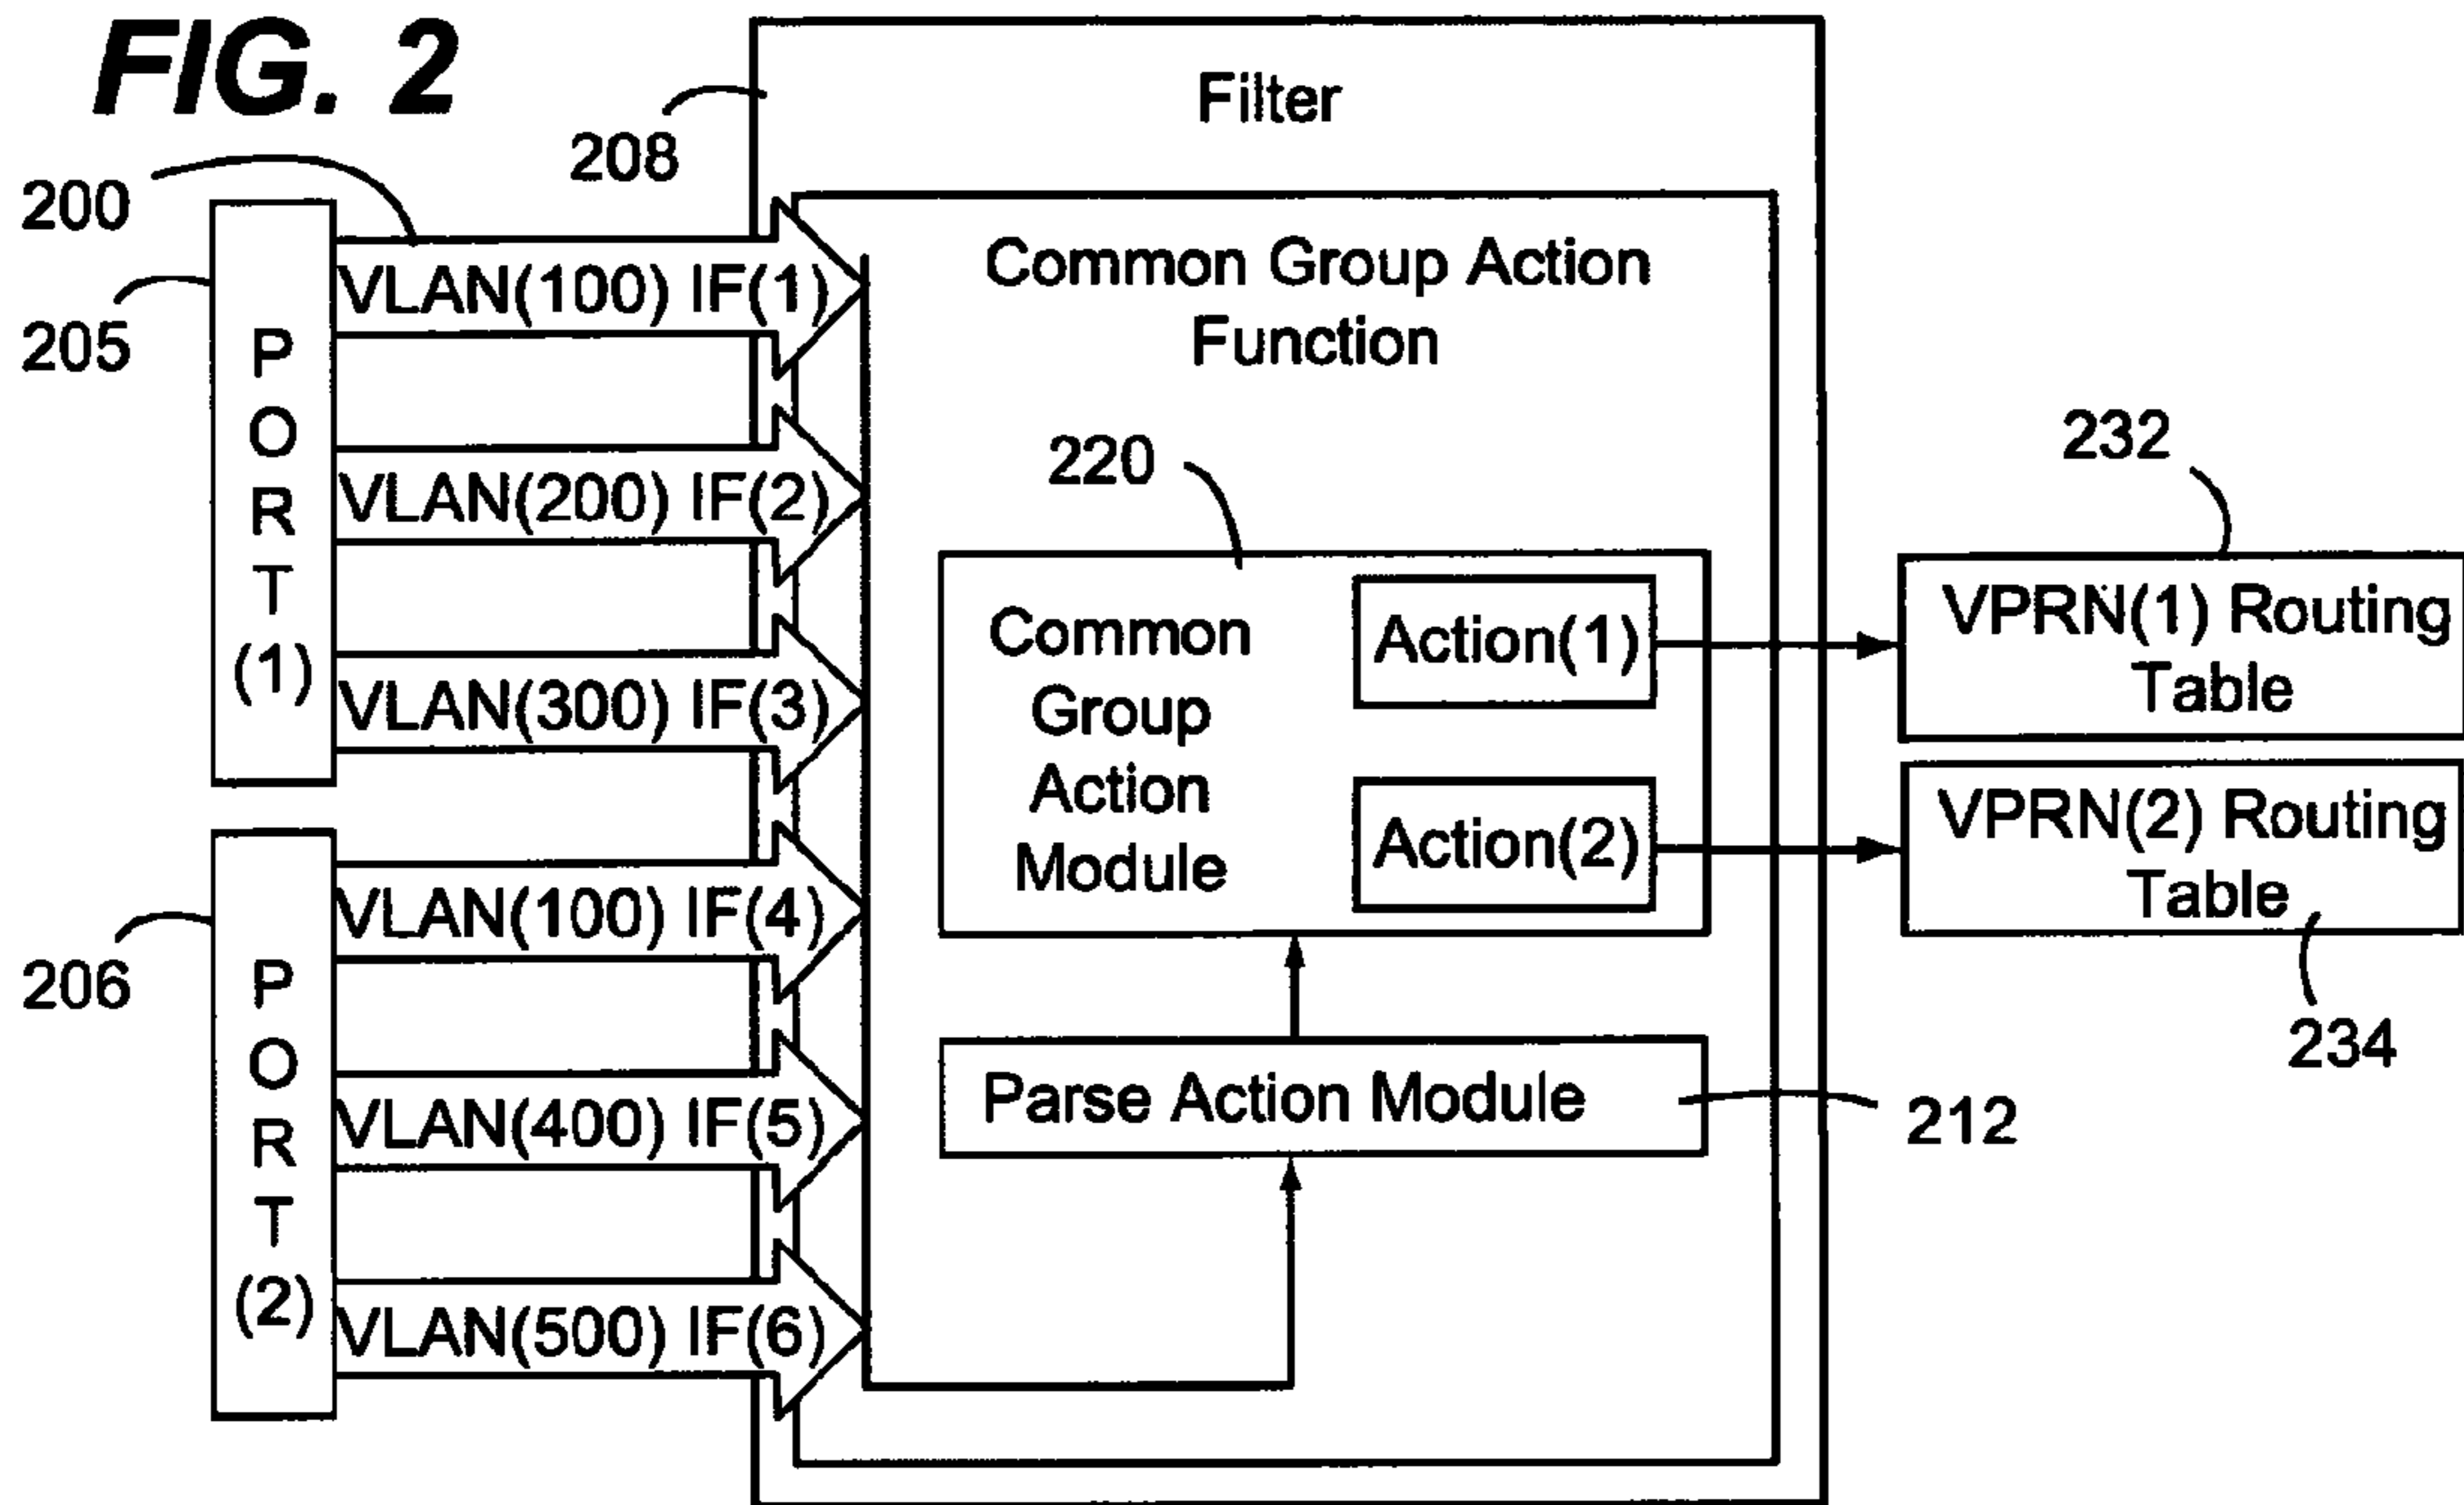 FIG. 2
Filter
208
200
205
P
O
R
T
(1)
VLAN(100) IF(1)
VLAN(200) IF(2)
VLAN(300) IF(3)
206
P
O
R
T
(2)
VLAN(100) IF(4)
VLAN(400) IF(5)
VLAN(500) IF(6)
Common Group Action
Function
220
Common
Group
Action
Module
Action(1)
Action(2)
Parse Action Module
212
232
VPRN(1) Routing
Table
VPRN(2) Routing
Table
234